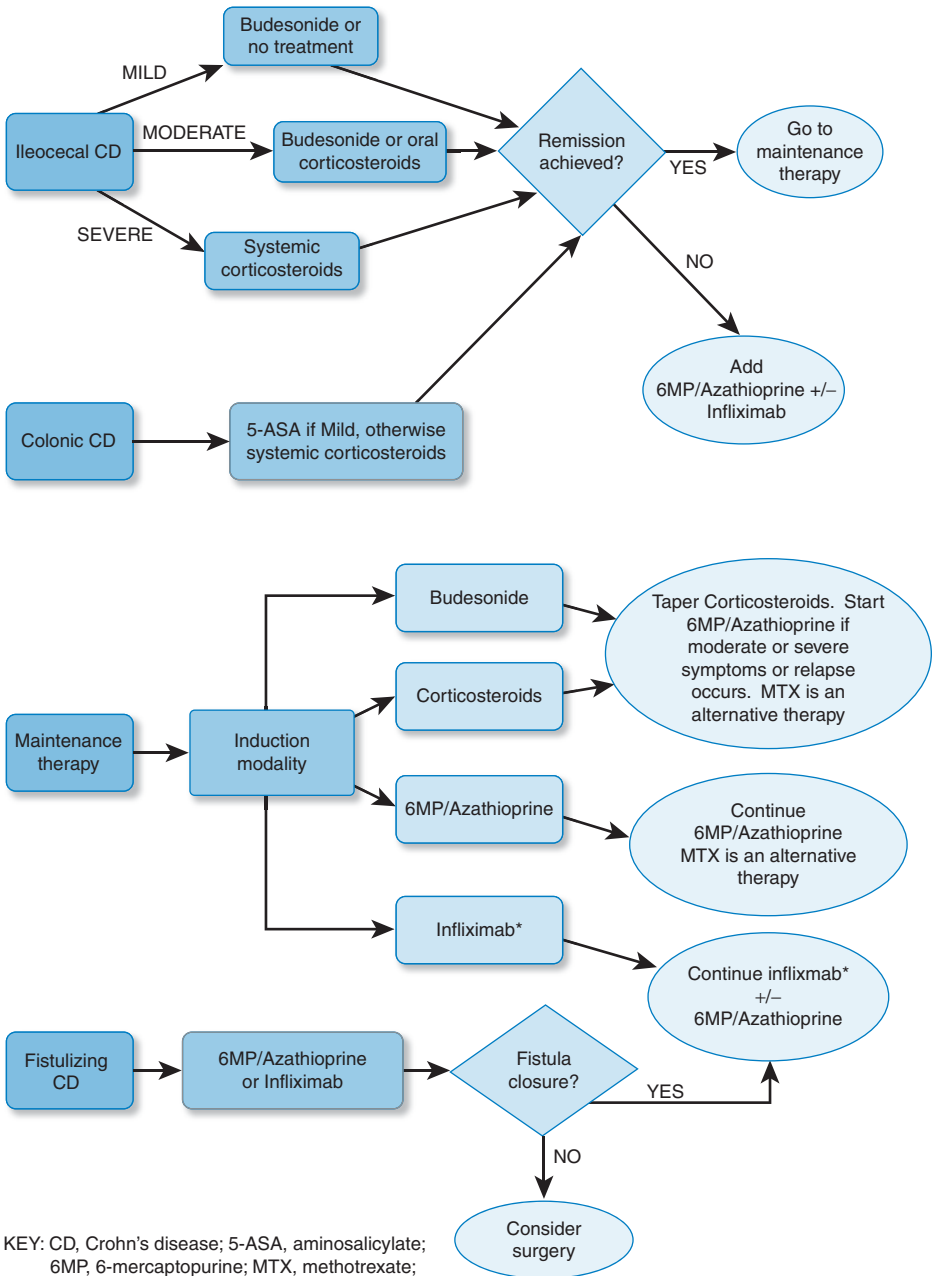 Budesonide or
no treatment
MILD
Ileocecal CD
MODERATE
Budesonide or oral
corticosteroids
Remission
achieved?
YES
Go to
maintenance
therapy
SEVERE
Systemic
corticosteroids
NO
Add
6MP/Azathioprine +/–
Infliximab
Colonic CD
5-ASA if Mild, otherwise
systemic corticosteroids
Budesonide
Taper Corticosteroids. Start
6MP/Azathioprine if
moderate or severe
symptoms or relapse
occurs. MTX is an
alternative therapy
Corticosteroids
Maintenance
therapy
Induction
modality
6MP/Azathioprine
Continue
6MP/Azathioprine
MTX is an alternative
therapy
Infliximab*
Continue inflixmab*
+/–
6MP/Azathioprine
Fistulizing
CD
6MP/Azathioprine
or Infliximab
Fistula
closure?
YES
NO
Consider
surgery
KEY: CD, Crohn's disease; 5-ASA, aminosalicylate;
6MP, 6-mercaptopurine; MTX, methotrexate;